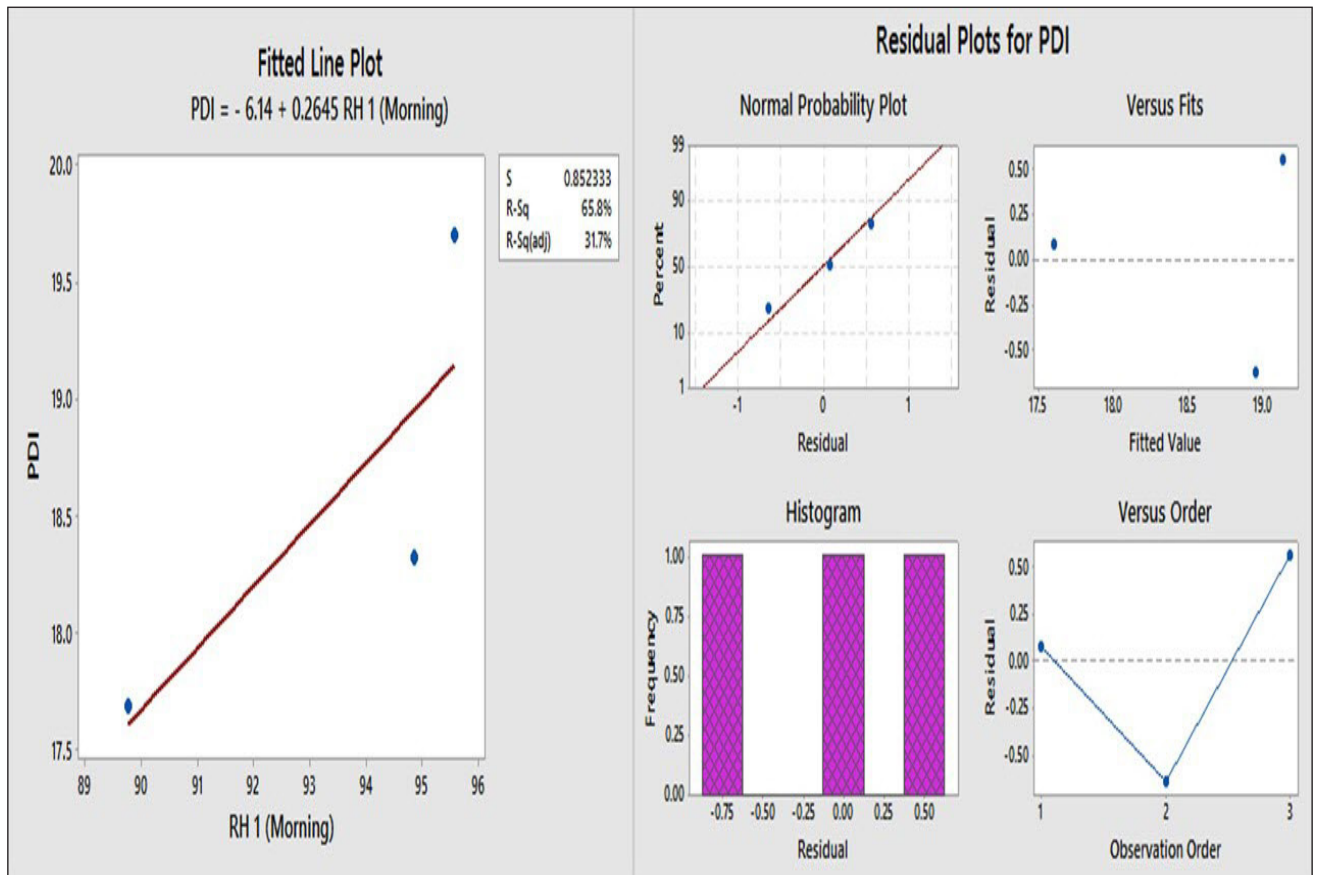 Fitted Line Plot
PDI = - 6.14 + 0.2645 RH 1 (Morning)
20.0
19.5
19.0
18.5
18.0
17.5
PDI
89 90 91 92 93 94 95 96
RH 1 (Morning)
S 0.852333
R-Sq 65.8%
R-Sq(adj) 31.7%
Residual Plots for PDI
Normal Probability Plot
99
90
50
10
1
Percent
-1 0 1
Residual
Versus Fits
0.50
0.25
0.00
-0.25
-0.50
Residual
17.5 18.0 18.5 19.0
Fitted Value
Histogram
1.00
0.75
0.50
0.25
0.00
Frequency
-0.75 -0.50 -0.25 0.00 0.25 0.50
Residual
Versus Order
0.50
0.25
0.00
-0.25
-0.50
Residual
1 2 3
Observation Order